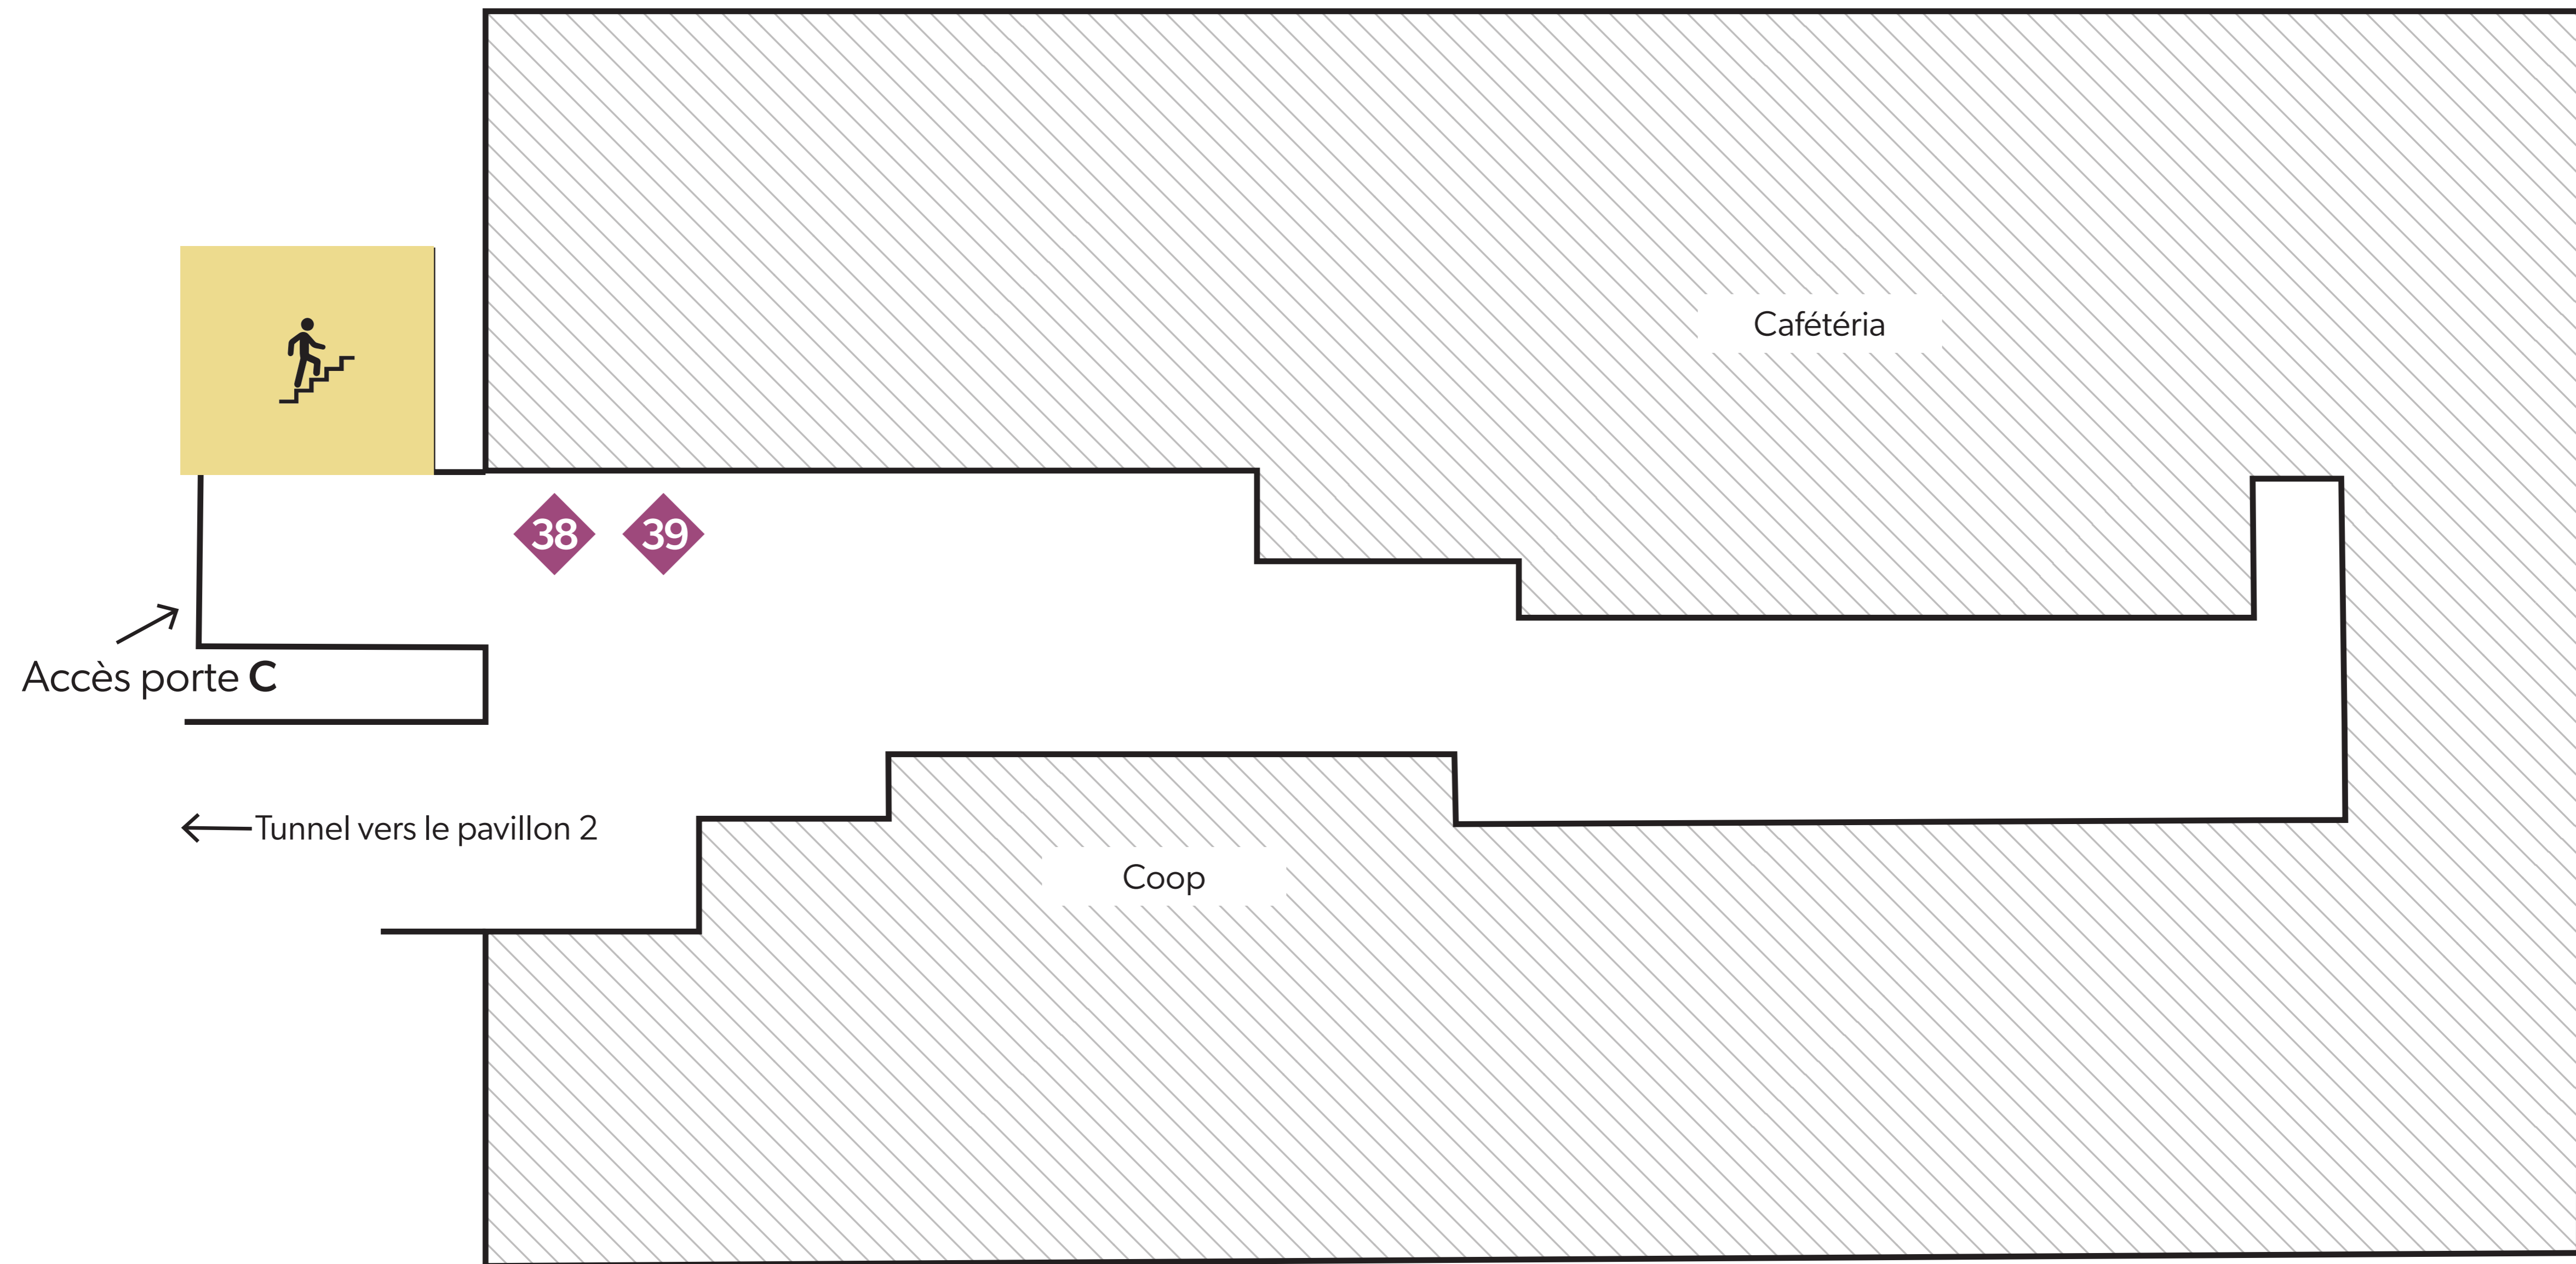 Cafétéria
38 39
Accès porte C
Tunnel vers le pavillon 2
Coop